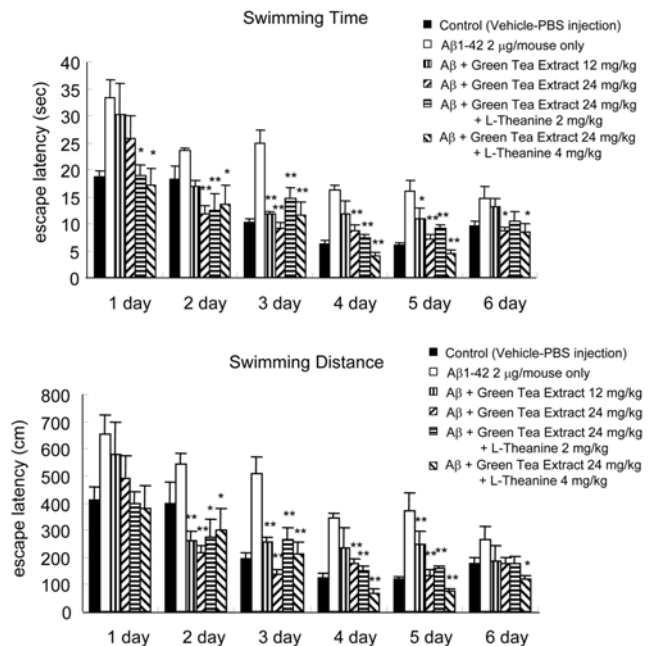 Swimming Time
Control (Vehicle-PBS injection)
Aβ1-42 2 μg/mouse only
Aβ + Green Tea Extract 12 mg/kg
Aβ + Green Tea Extract 24 mg/kg
Aβ + Green Tea Extract 24 mg/kg
+ L-Theanine 2 mg/kg
Aβ + Green Tea Extract 24 mg/kg
+ L-Theanine 4 mg/kg
escape latency (sec)
40
35
30
25
20
15
10
5
0
* *
** ** *
** ** ** **
** ** **
* ** ** **
* *
1 day 2 day 3 day 4 day 5 day 6 day
Swimming Distance
Control (Vehicle-PBS injection)
Aβ1-42 2 μg/mouse only
Aβ + Green Tea Extract 12 mg/kg
Aβ + Green Tea Extract 24 mg/kg
Aβ + Green Tea Extract 24 mg/kg
+ L-Theanine 2 mg/kg
Aβ + Green Tea Extract 24 mg/kg
+ L-Theanine 4 mg/kg
escape latency (cm)
800
700
600
500
400
300
200
100
0
** ** * *
** ** ** **
** ** **
** ** ** **
*
1 day 2 day 3 day 4 day 5 day 6 day